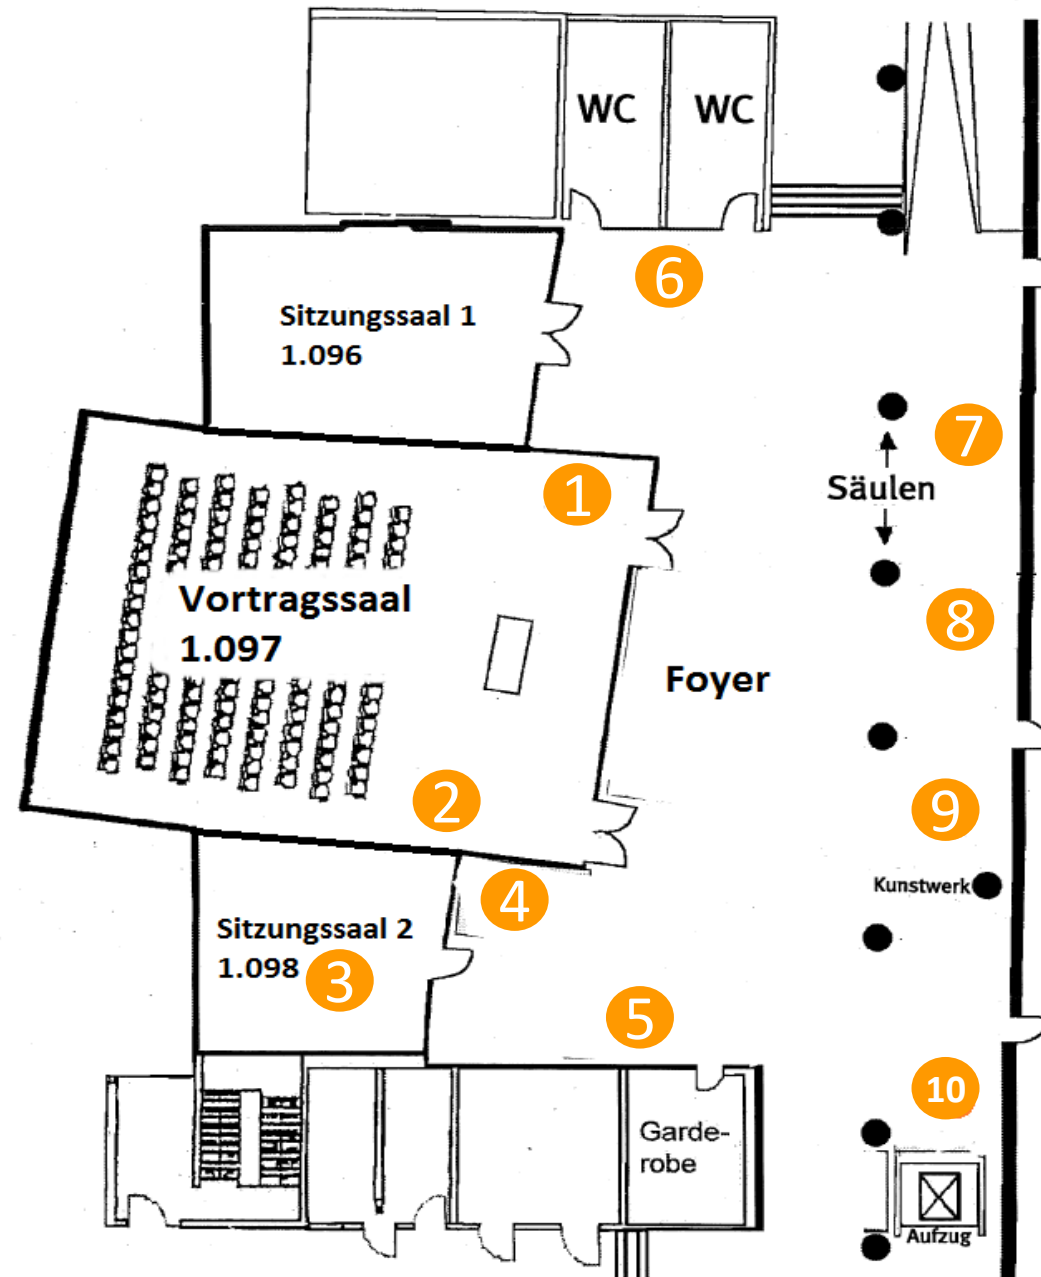 WC
WC
6
Sitzungssaal 1
1.096
7
1
Säulen
Vortragssaal
1.097
8
Foyer
2
9
4
Kunstwerk
Sitzungssaal 2
1.098
3
5
10
Garde-
robe
Aufzug